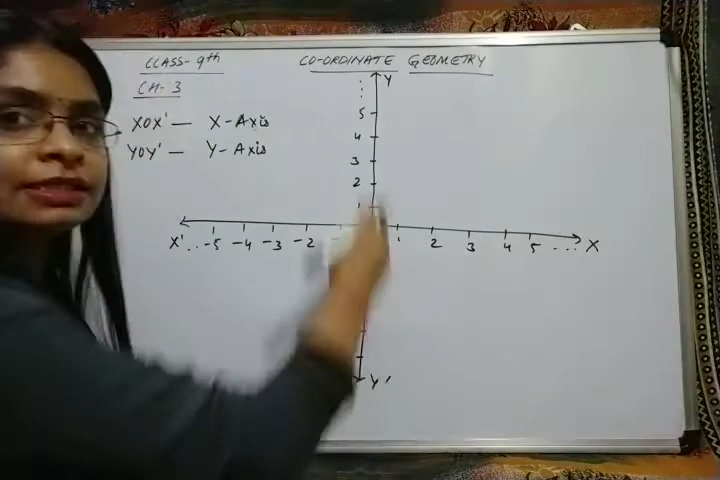 CLASS-9th
CO-ORDINATE GEOMETRY
CH-3
XOX' — X-Axis
YOY' — Y-Axis
Y
5
4
3
2
1
X' .. -5 -4 -3 -2 1 2 3 4 5 ... X
Y'